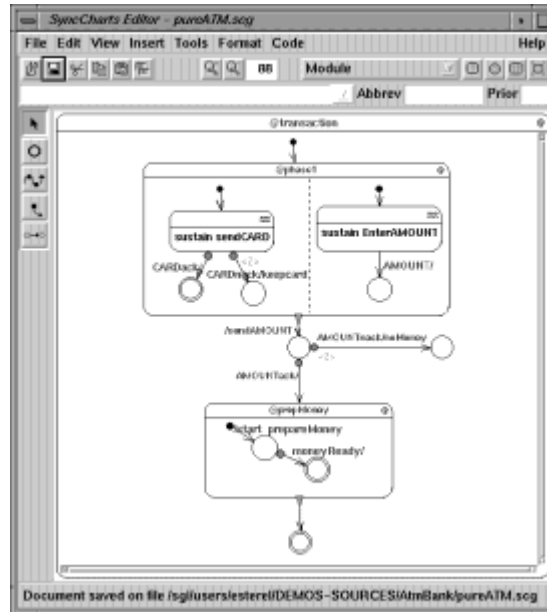 SyncCharts Editor - pureATM.scg
File Edit View Insert Tools Format Code Help
88 Module
Abbrev Prior
@transaction
@phase1
sustain sendCARD
sustain EnterAMOUNT
CARDack/
CARDnack/keepcard
<2>
AMOUNT/
/sendAMOUNT
AMOUNTnack/noMoney
<2>
AMOUNTack/
@prepMoney
/start_prepareMoney
moneyReady:/
Document saved on file /sgi/users/esterel/DEMOS-SOURCES/AtmBank/pureATM.scg